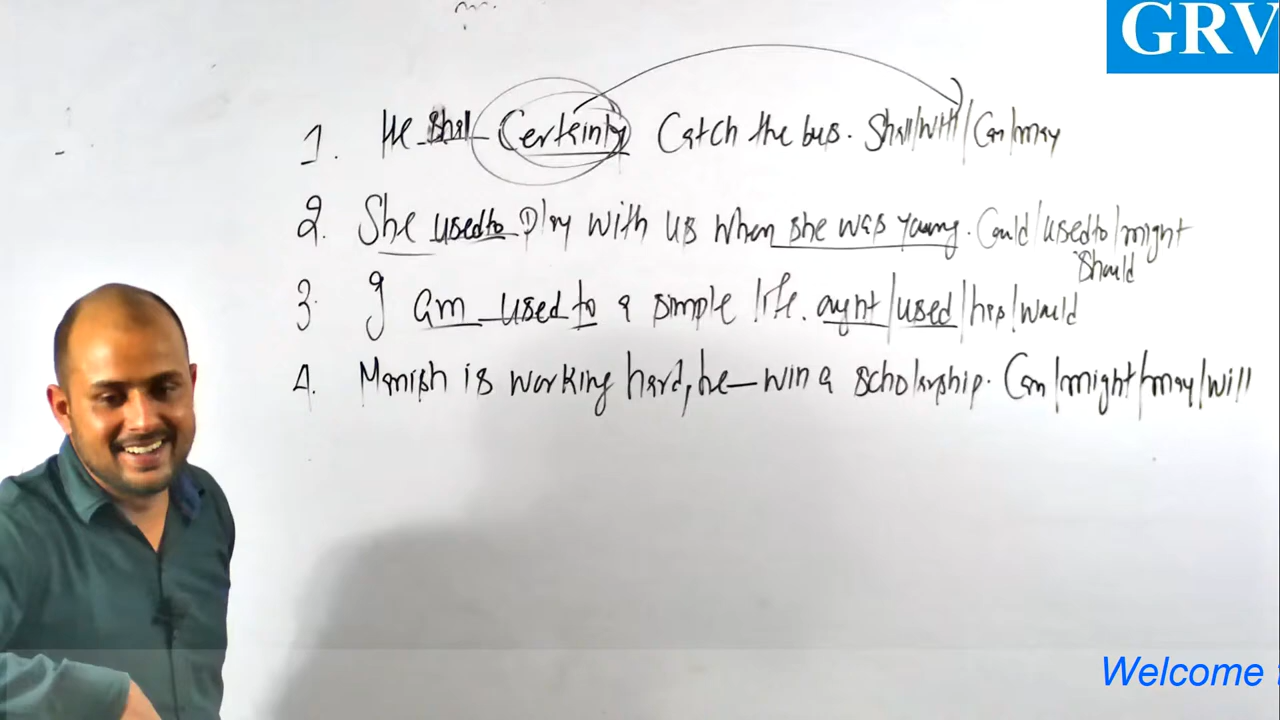 GRV
1. He shall Certainty Catch the bus. Shall/will/Can/may
2. She used to Play with us when she was young. Could/used to/might
Should
3. I am used to a simple life. ought/used/has/would
4. Manish is working hard, he — win a scholarship. Can/might/may/will
Welcome